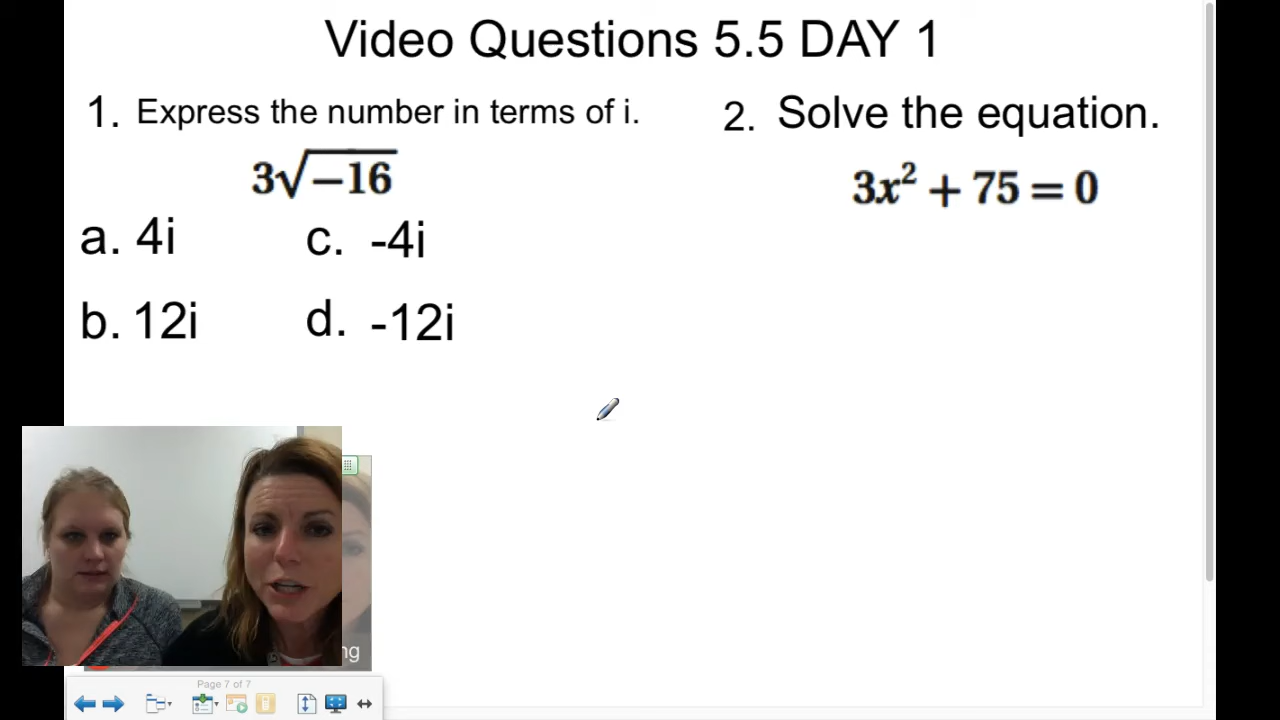 Video Questions 5.5 DAY 1
1. Express the number in terms of i.
3√−16
a. 4i
c. -4i
b. 12i
d. -12i
2. Solve the equation.
3x² + 75 = 0
ng
Page 7 of 7